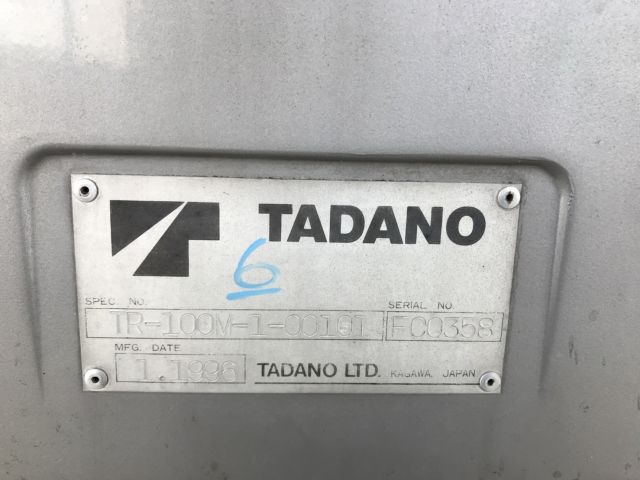 TADANO
6
SPEC. NO. SERIAL NO.
TR-100M-1-00101 FC0358
MFG. DATE
1.1996 TADANO LTD. KAGAWA, JAPAN